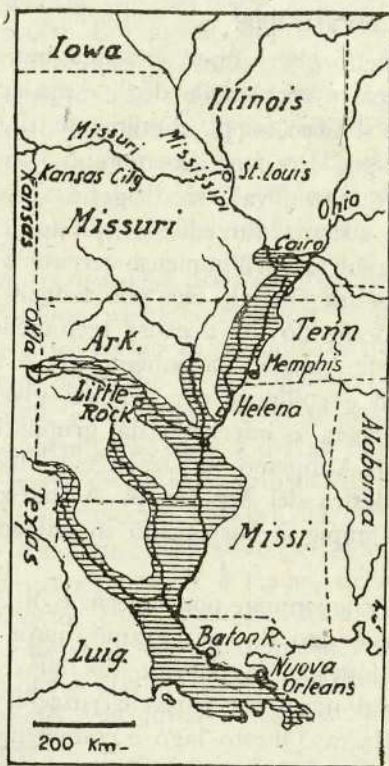 Iowa
Illinois
Missuri
Mississipi
Kansas City
St. Louis
Kansas
Missuri
Ohio
Cairo
Okla
Ark.
Tenn
Memphis
Little
Rock
Helena
Alabama
Texas
Missi.
Baton R.
Luig.
Nuova
Orleans
200 Km-